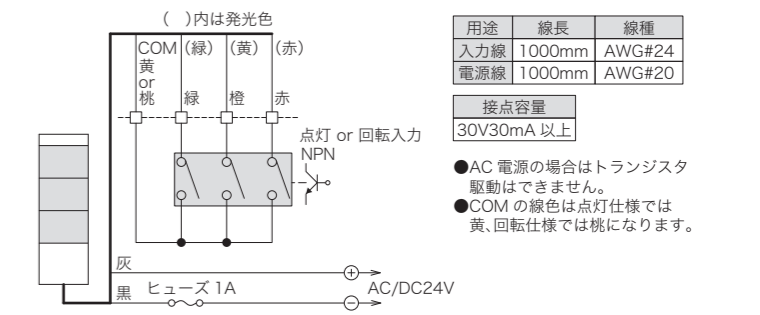 （　）内は発光色
COM（緑）（黄）（赤）
黄
or
桃 緑 橙 赤
点灯 or 回転入力
NPN
灰
黒 ヒューズ 1A
AC/DC24V
用途 線長 線種
入力線 1000mm AWG#24
電源線 1000mm AWG#20
接点容量
30V30mA 以上
●AC 電源の場合はトランジスタ
駆動はできません。
●COM の線色は点灯仕様では
黄、回転仕様では桃になります。